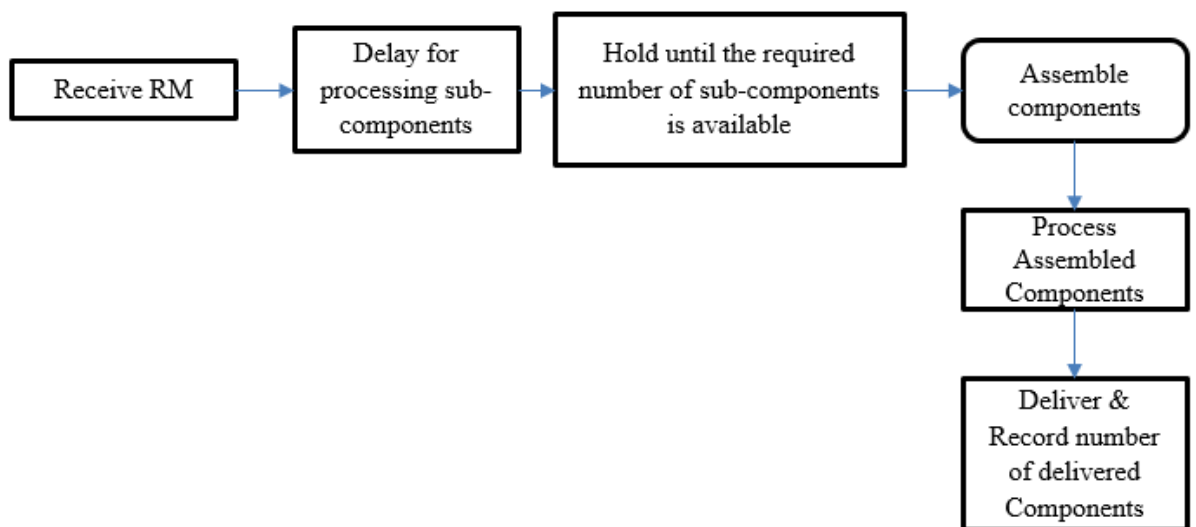 Receive RM
Delay for
processing sub-
components
Hold until the required
number of sub-components
is available
Assemble
components
Process
Assembled
Components
Deliver &
Record number
of delivered
Components